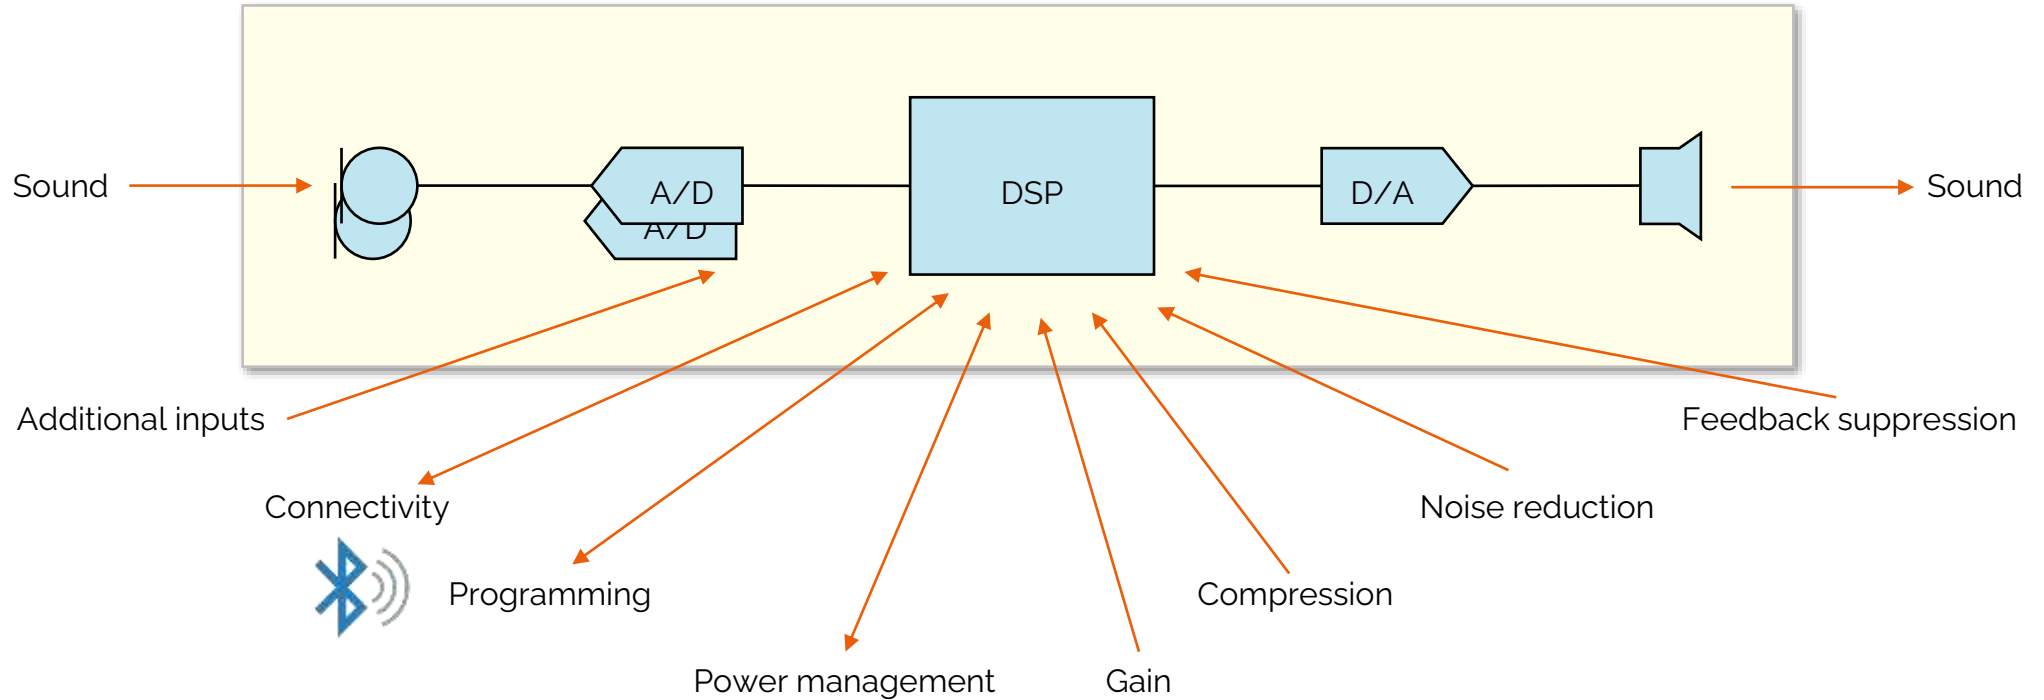 Sound
A/D
A/D
DSP
D/A
Sound
Additional inputs
Feedback suppression
Connectivity
Noise reduction
Programming
Compression
Power management
Gain